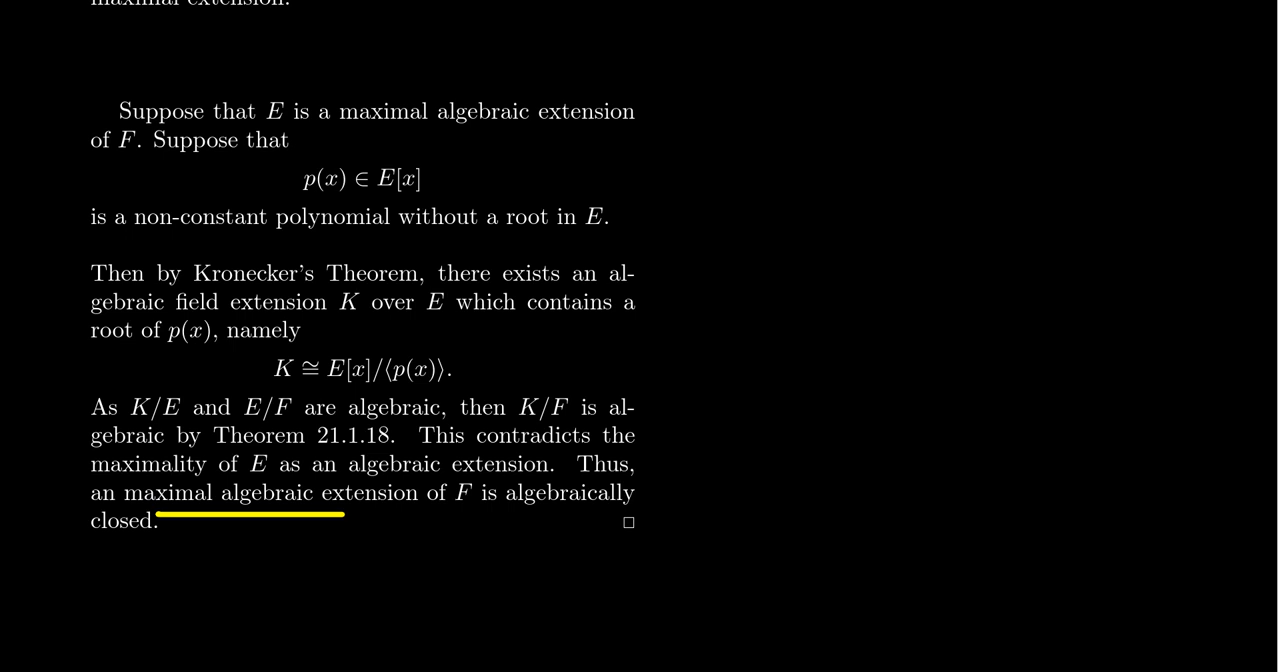 maximal extension.
Suppose that E is a maximal algebraic extension
of F. Suppose that
p(x) ∈ E[x]
is a non-constant polynomial without a root in E.
Then by Kronecker's Theorem, there exists an al-
gebraic field extension K over E which contains a
root of p(x), namely
K ≅ E[x]/⟨p(x)⟩.
As K/E and E/F are algebraic, then K/F is al-
gebraic by Theorem 21.1.18. This contradicts the
maximality of E as an algebraic extension. Thus,
an maximal algebraic extension of F is algebraically
closed. □